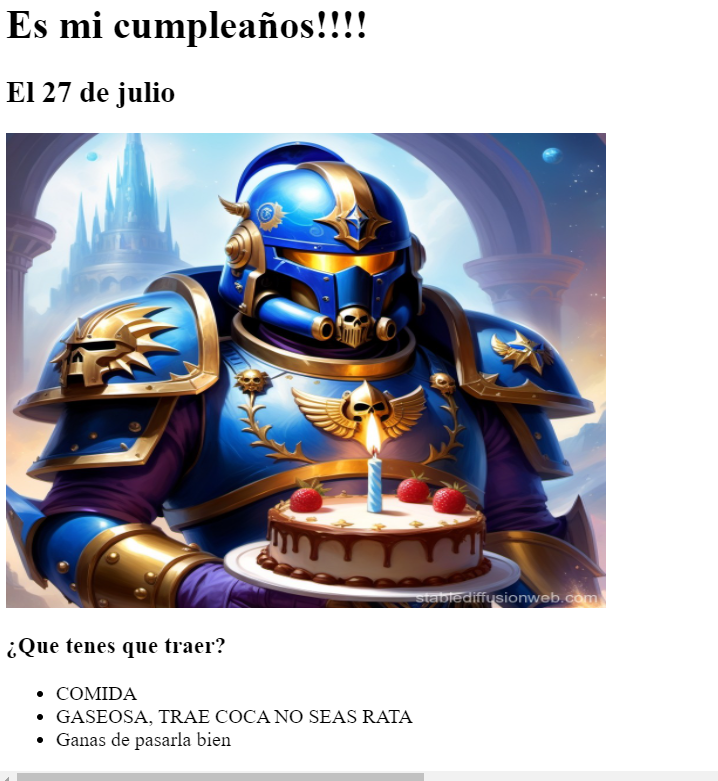 Es mi cumpleaños!!!!
El 27 de julio
stablediffusionweb.com
¿Que tenes que traer?
COMIDA
GASEOSA, TRAE COCA NO SEAS RATA
Ganas de pasarla bien